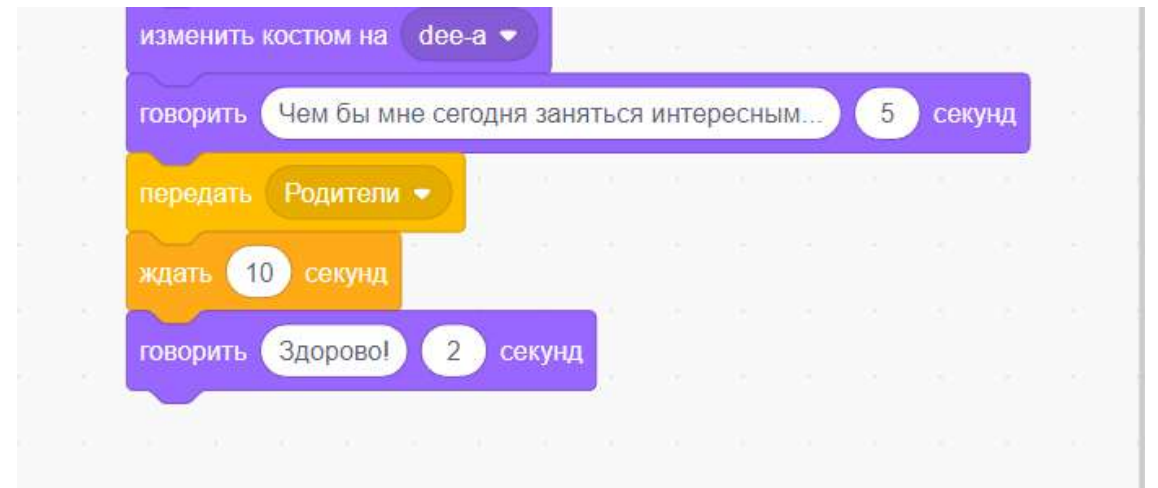 изменить костюм на dee-a
говорить Чем бы мне сегодня заняться интересным... 5 секунд
передать Родители
ждать 10 секунд
говорить Здорово! 2 секунд